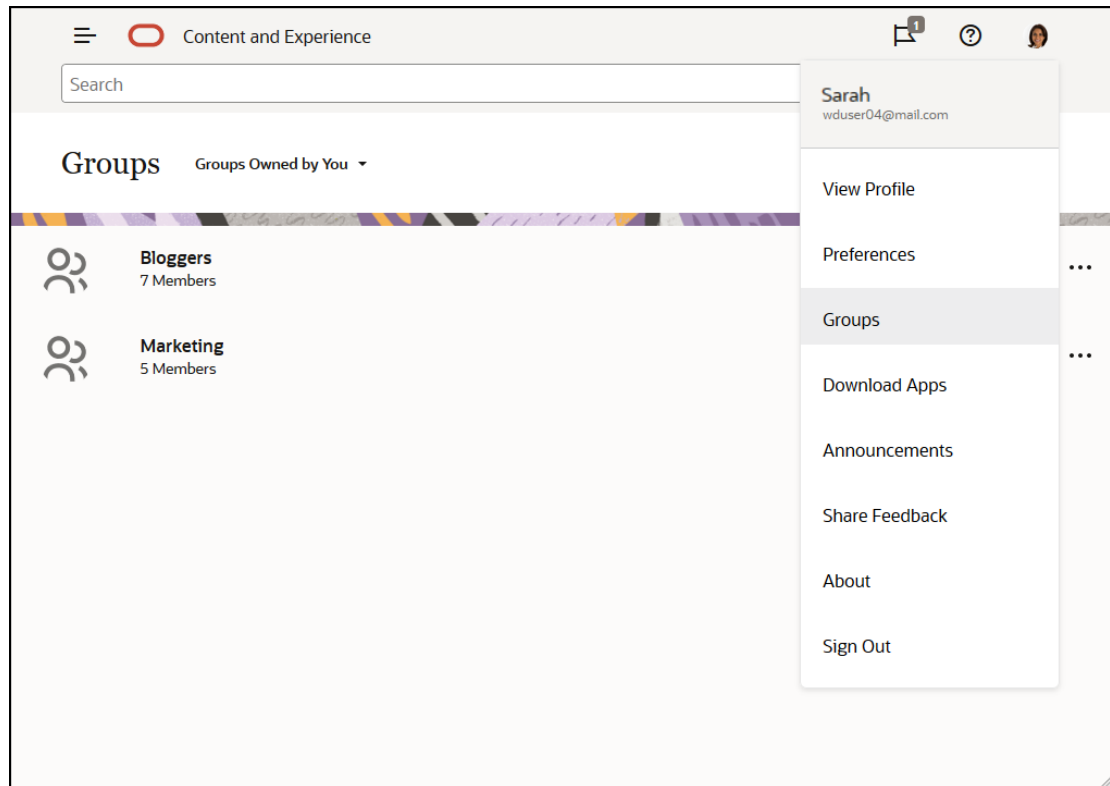 Content and Experience
1
Search
Sarah
wduser04@mail.com
Groups
Groups Owned by You
View Profile
Preferences
Groups
Download Apps
Announcements
Share Feedback
About
Sign Out
Bloggers
7 Members
Marketing
5 Members